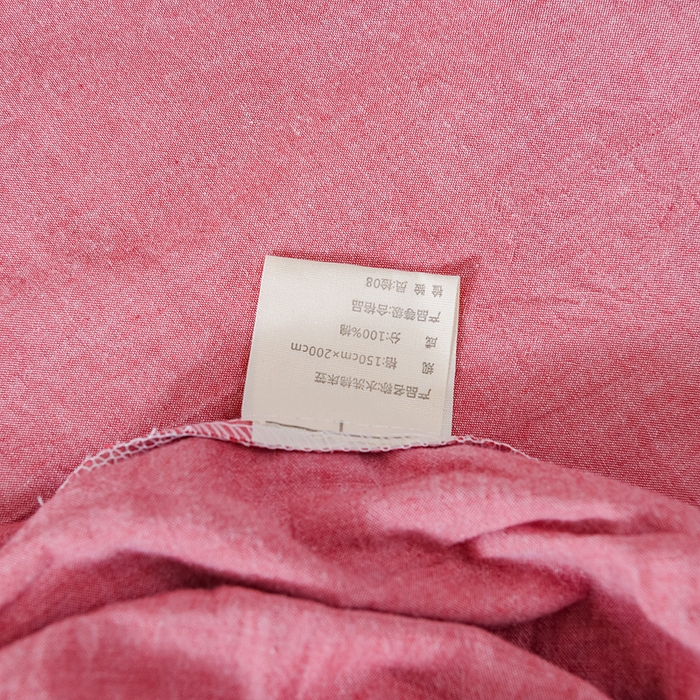 产品名称:水洗棉床笠
规 格:150cm×200cm
成 分:100%棉
产品等级:合格品
检 验 员:检08